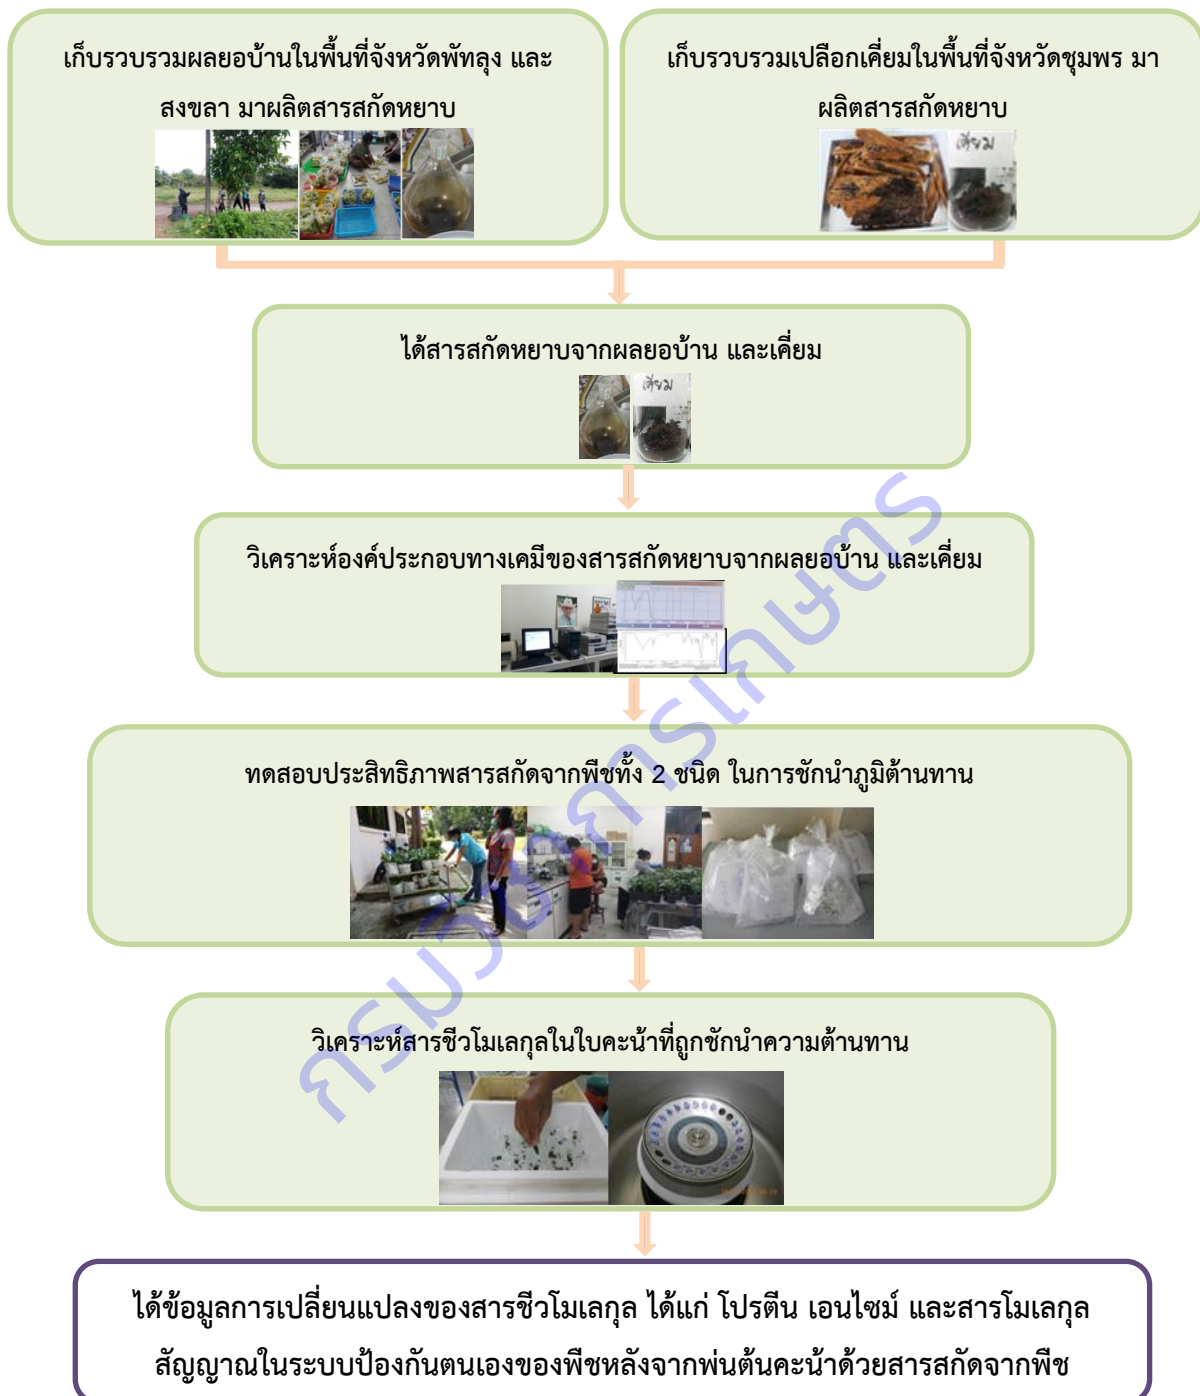 เก็บรวบรวมผลยอบ้านในพื้นที่จังหวัดพัทลุง และ
สงขลา มาผลิตสารสกัดหยาบ
เก็บรวบรวมเปลือกเคี่ยมในพื้นที่จังหวัดชุมพร มา
ผลิตสารสกัดหยาบ
เคี่ยม
ได้สารสกัดหยาบจากผลยอบ้าน และเคี่ยม
เคี่ยม
วิเคราะห์องค์ประกอบทางเคมีของสารสกัดหยาบจากผลยอบ้าน และเคี่ยม
ทดสอบประสิทธิภาพสารสกัดจากพืชทั้ง 2 ชนิด ในการชักนำภูมิต้านทาน
วิเคราะห์สารชีวโมเลกุลในใบคะน้าที่ถูกชักนำความต้านทาน
ได้ข้อมูลการเปลี่ยนแปลงของสารชีวโมเลกุล ได้แก่ โปรตีน เอนไซม์ และสารโมเลกุล
สัญญาณในระบบป้องกันตนเองของพืชหลังจากพ่นต้นคะน้าด้วยสารสกัดจากพืช
กรมวิชาการเกษตร